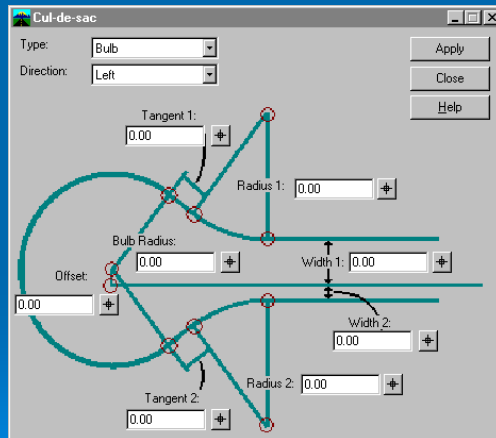 Cul-de-sac
Type: Bulb Apply
Direction: Left Close
Help
Tangent 1:
0.00
Radius 1: 0.00
Bulb Radius:
0.00 Width 1: 0.00
Offset:
0.00
Width 2:
0.00
Radius 2: 0.00
Tangent 2:
0.00